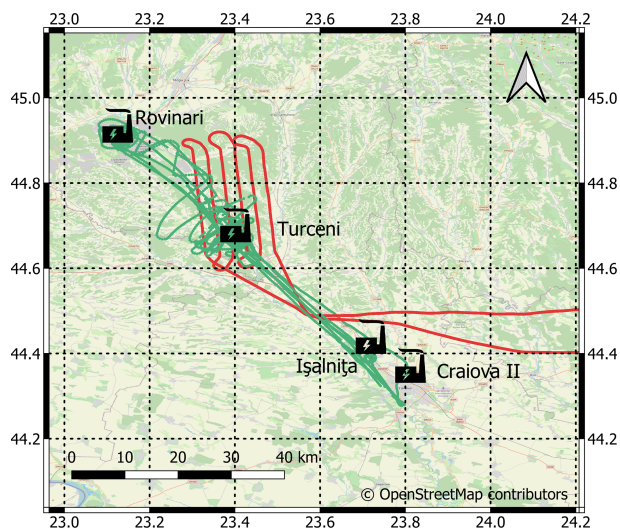 23.0 23.2 23.4 23.6 23.8 24.0 24.2
45.0 45.0
Rovinari
44.8 44.8
Turceni
44.6 44.6
44.4 44.4
Işalniţa
Craiova II
44.2 44.2
0 10 20 30 40 km
© OpenStreetMap contributors
23.0 23.2 23.4 23.6 23.8 24.0 24.2